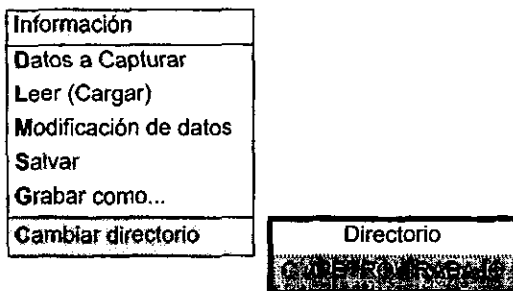 Información
Datos a Capturar
Leer (Cargar)
Modificación de datos
Salvar
Grabar como...
Cambiar directorio
Directorio